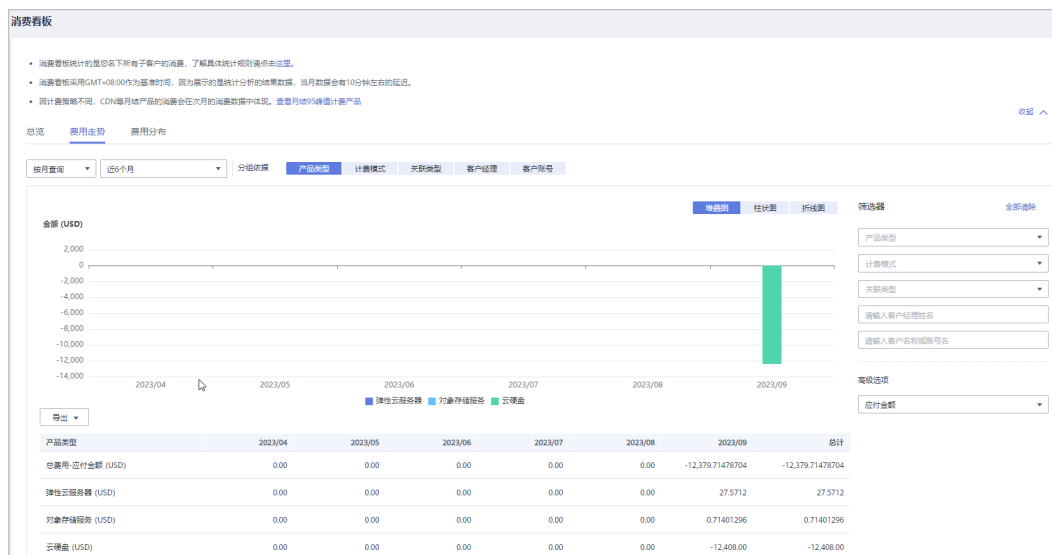 消费看板
消费看板统计的是您名下所有子客户的消费，了解具体统计规则请点击这里。
消费看板采用GMT+08:00作为基准时间，因为展示的是统计分析的结果数据，当月数据会有10分钟左右的延迟。
因计费策略不同，CDN等月结产品的消费会在次月的消费数据中体现。查看月结95峰值计费产品
收起
总览 费用走势 费用分布
按月查询 近6个月 分组依据 产品类型 计费模式 关联类型 客户经理 客户账号
堆叠图 柱状图 折线图
筛选器 全部清除
金额 (USD)
2,000
0
-2,000
-4,000
-6,000
-8,000
-10,000
-12,000
-14,000
2023/04 2023/05 2023/06 2023/07 2023/08 2023/09
弹性云服务器 对象存储服务 云硬盘
产品类型
计费模式
关联类型
请输入客户经理姓名
请输入客户名称或账号名
高级选项
应付金额
导出
产品类型 2023/04 2023/05 2023/06 2023/07 2023/08 2023/09 总计
总费用-应付金额 (USD) 0.00 0.00 0.00 0.00 0.00 -12,379.71478704 -12,379.71478704
弹性云服务器 (USD) 0.00 0.00 0.00 0.00 0.00 27.5712 27.5712
对象存储服务 (USD) 0.00 0.00 0.00 0.00 0.00 0.71401296 0.71401296
云硬盘 (USD) 0.00 0.00 0.00 0.00 0.00 -12,408.00 -12,408.00